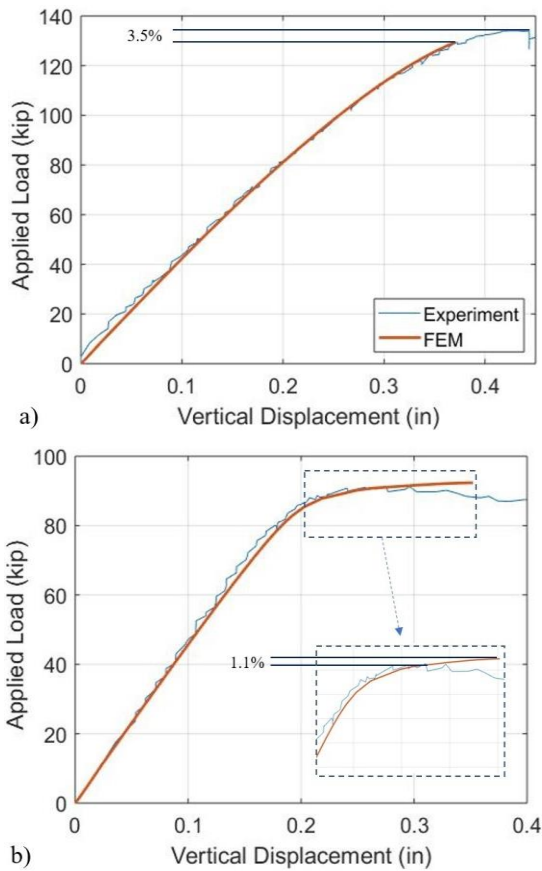 140
3.5%
120
100
80
60
40
20
0
Applied Load (kip)
Experiment
FEM
0 0.1 0.2 0.3 0.4
a)
Vertical Displacement (in)
100
80
60
40
20
0
Applied Load (kip)
1.1%
0 0.1 0.2 0.3 0.4
b)
Vertical Displacement (in)